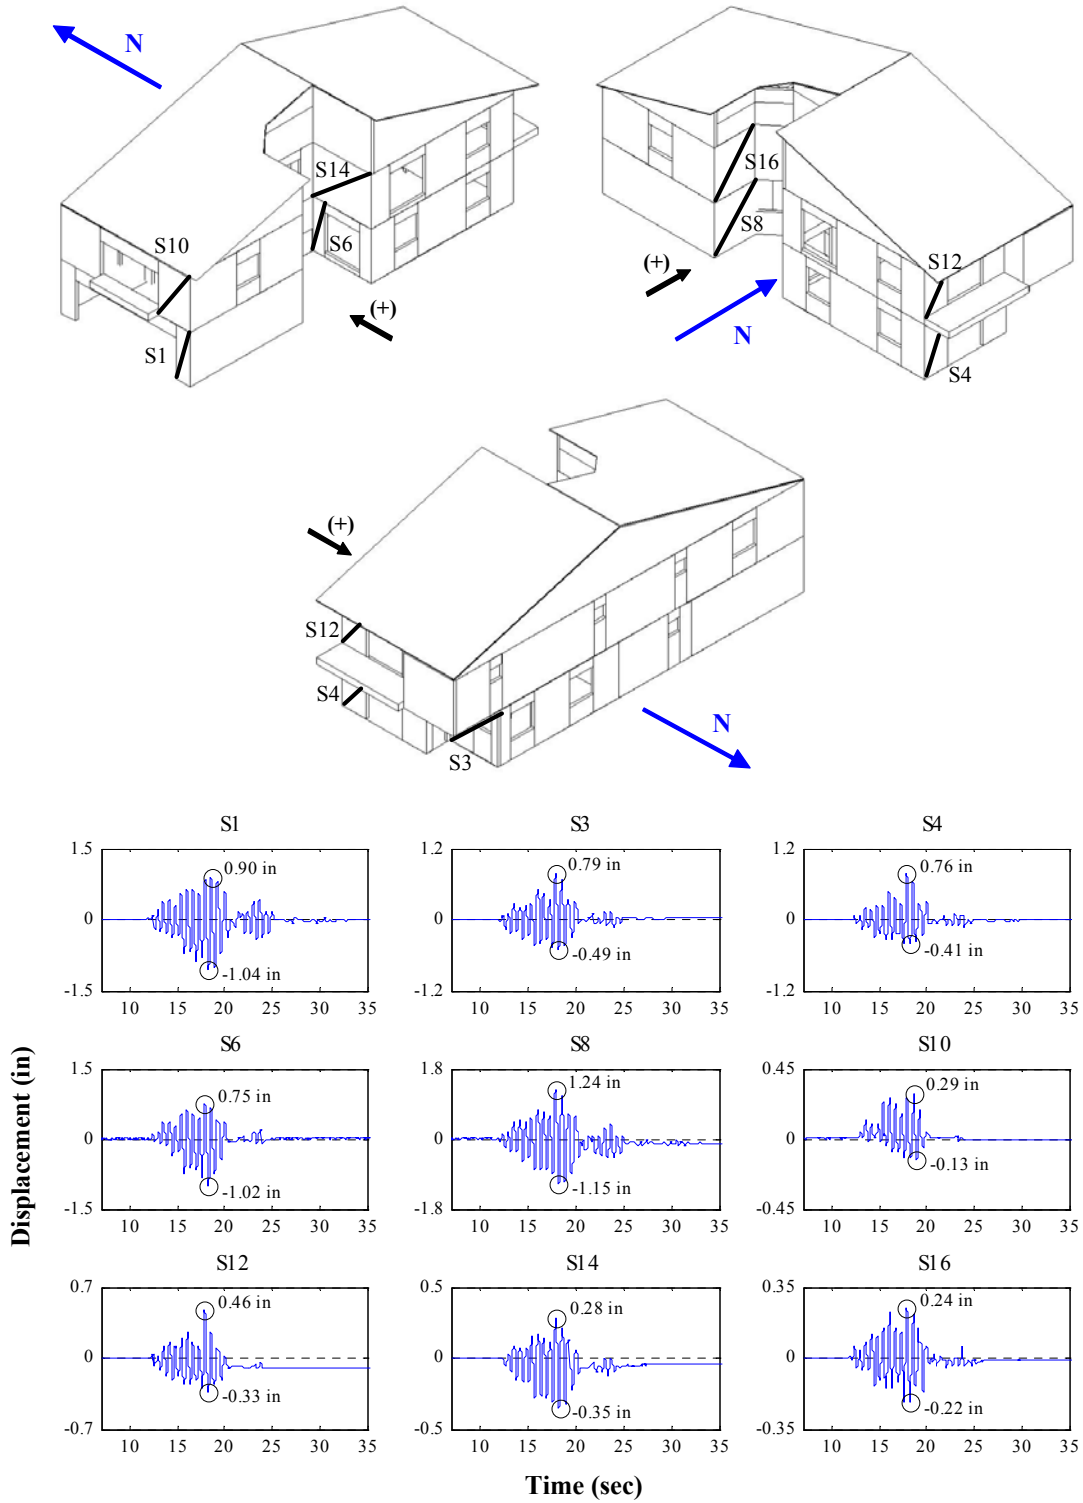 N
S14
S6
S10
S1
(+)
S16
S8
(+)
N
S12
S4
(+)
S12
S4
S3
N
Displacement (in)
S1
1.5
0
-1.5
0.90 in
-1.04 in
10 15 20 25 30 35
S3
1.2
0
-1.2
0.79 in
-0.49 in
10 15 20 25 30 35
S4
1.2
0
-1.2
0.76 in
-0.41 in
10 15 20 25 30 35
S6
1.5
0
-1.5
0.75 in
-1.02 in
10 15 20 25 30 35
S8
1.8
0
-1.8
1.24 in
-1.15 in
10 15 20 25 30 35
S10
0.45
0
-0.45
0.29 in
-0.13 in
10 15 20 25 30 35
S12
0.7
0
-0.7
0.46 in
-0.33 in
10 15 20 25 30 35
S14
0.5
0
-0.5
0.28 in
-0.35 in
10 15 20 25 30 35
S16
0.35
0
-0.35
0.24 in
-0.22 in
10 15 20 25 30 35
Time (sec)